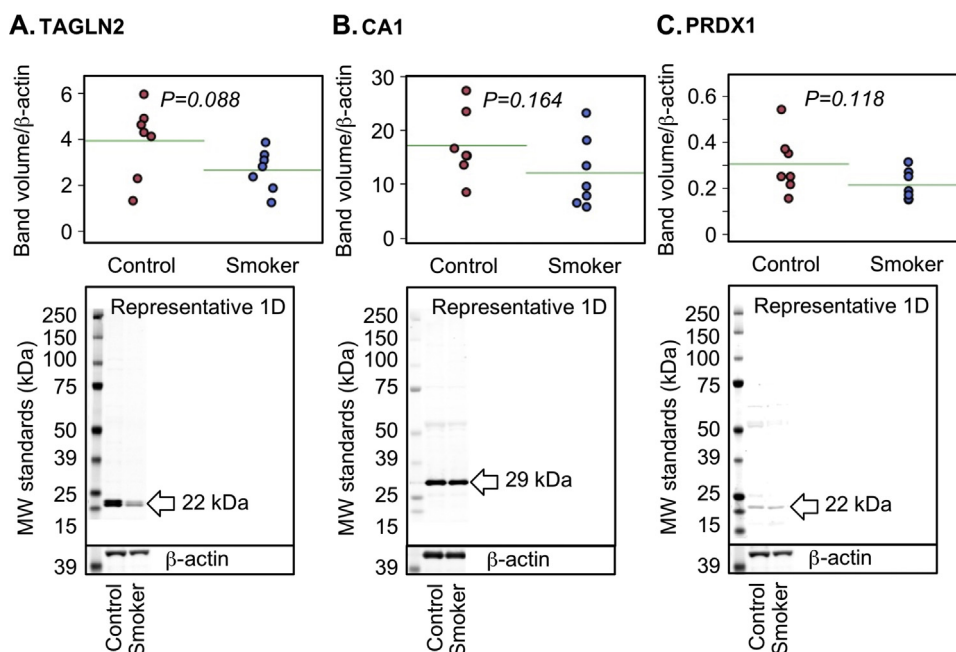 A. TAGLN2
Band volume/β-actin
6
4
2
0
P=0.088
Control
Smoker
MW standards (kDa)
250
150
100
75
50
39
25
15
39
Representative 1D
22 kDa
β-actin
Control
Smoker
B. CA1
Band volume/β-actin
30
20
10
0
P=0.164
Control
Smoker
MW standards (kDa)
250
150
100
75
50
39
25
15
39
Representative 1D
29 kDa
β-actin
Control
Smoker
C. PRDX1
Band volume/β-actin
0.6
0.4
0.2
0
P=0.118
Control
Smoker
MW standards (kDa)
250
150
100
75
50
39
25
15
39
Representative 1D
22 kDa
β-actin
Control
Smoker